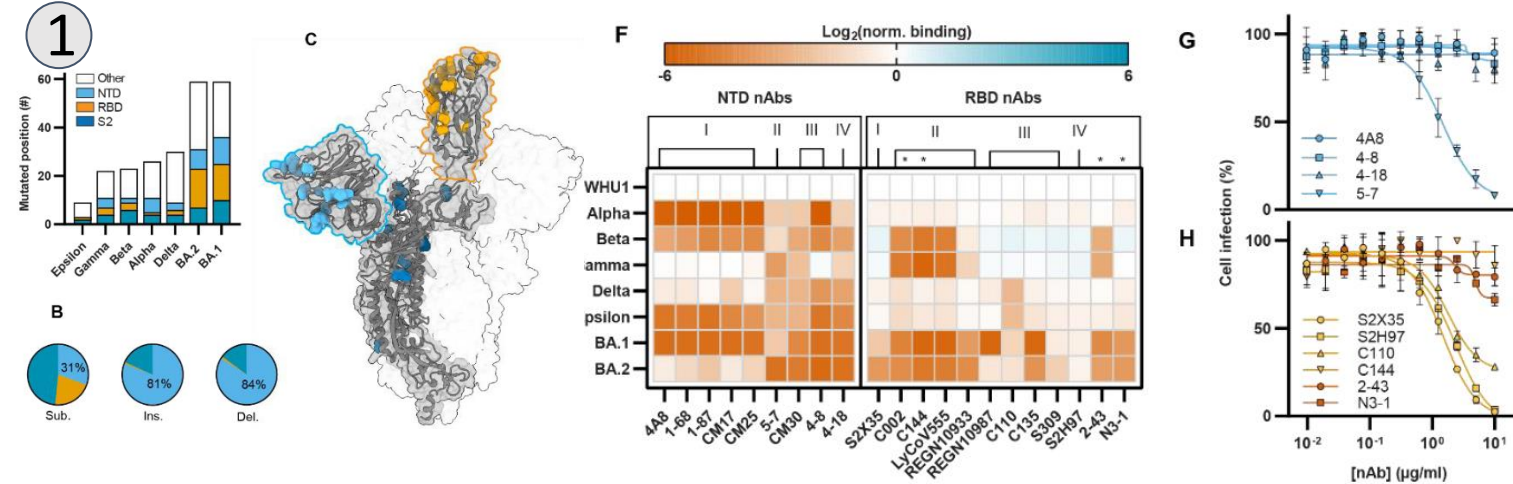 1
60
40
20
0
Mutated position (#)
Other
NTD
RBD
S2
Epsilon
Gamma
Beta
Alpha
Delta
BA.2
BA.1
B
31%
Sub.
81%
Ins.
84%
Del.
C
F
Log2(norm. binding)
-6
0
6
NTD nAbs
RBD nAbs
I
II
III
IV
I
II
III
IV
* *
* *
WHU1
Alpha
Beta
amma
Delta
psilon
BA.1
BA.2
4A8
1-68
1-87
CM17
CM25
5-7
CM30
4-8
4-18
S2X35
C002
C144
LyCoV555
REGN10933
REGN10987
C110
C135
S309
S2H97
2-43
N3-1
G
100
50
0
4A8
4-8
4-18
5-7
Cell infection (%)
H
100
50
0
S2X35
S2H97
C110
C144
2-43
N3-1
10-2
10-1
100
101
[nAb] (μg/ml)